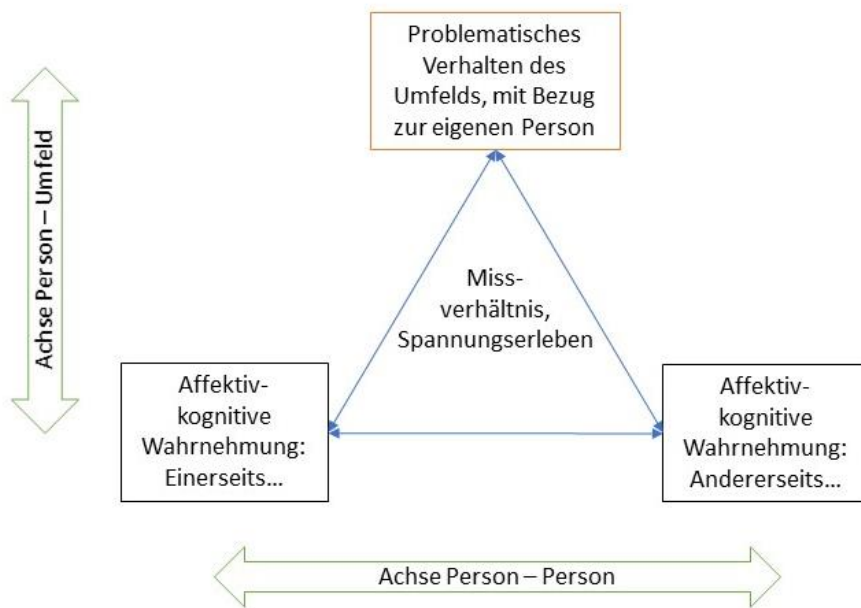 Problematisches
Verhalten des
Umfelds, mit Bezug
zur eigenen Person
Achse Person – Umfeld
Miss-
verhältnis,
Spannungserleben
Affektiv-
kognitive
Wahrnehmung:
Einerseits...
Affektiv-
kognitive
Wahrnehmung:
Andererseits...
Achse Person – Person